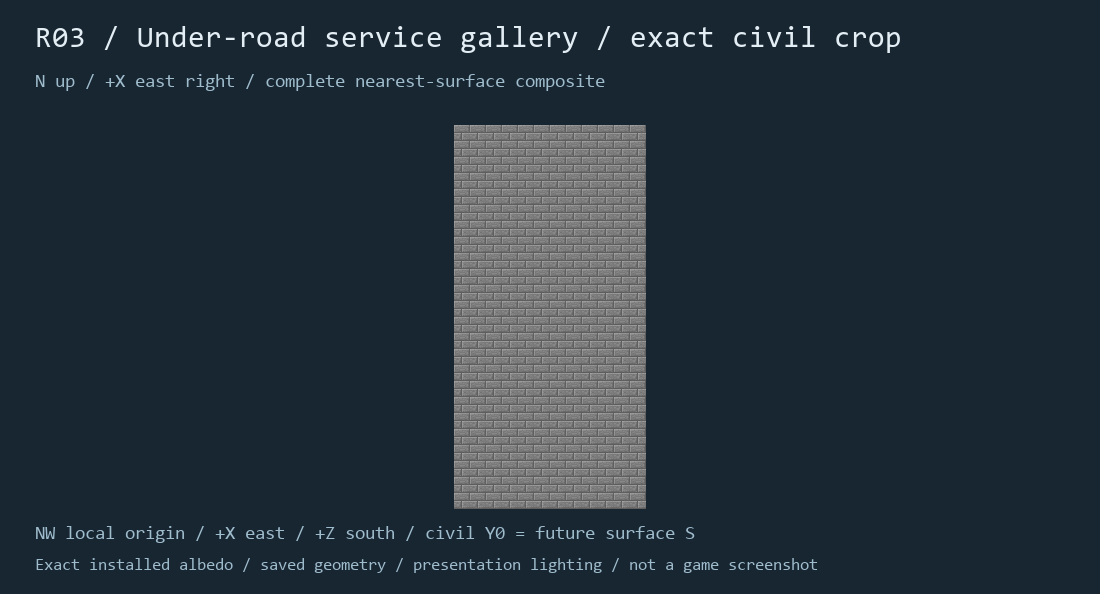 R03 / Under-road service gallery / exact civil crop
N up / +X east right / complete nearest-surface composite
NW local origin / +X east / +Z south / civil Y0 = future surface S
Exact installed albedo / saved geometry / presentation lighting / not a game screenshot